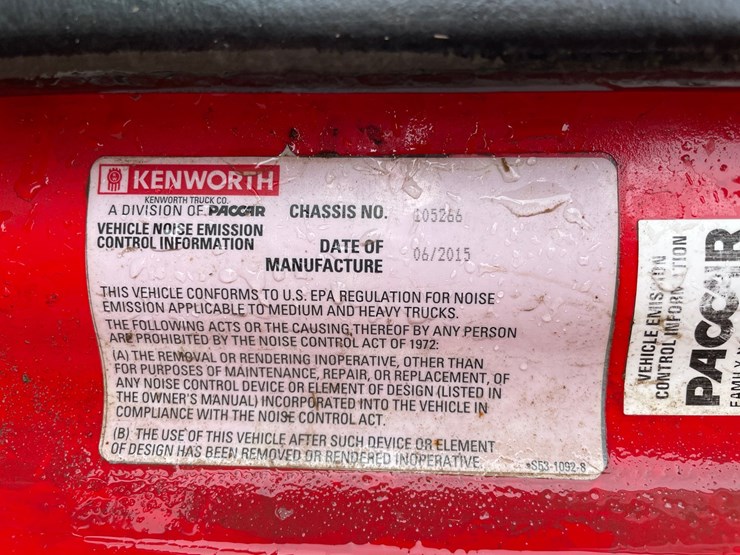 KENWORTH
KENWORTH TRUCK CO.
A DIVISION OF PACCAR
CHASSIS NO. 105266
VEHICLE NOISE EMISSION
CONTROL INFORMATION
DATE OF
MANUFACTURE
06/2015
THIS VEHICLE CONFORMS TO U.S. EPA REGULATION FOR NOISE
EMISSION APPLICABLE TO MEDIUM AND HEAVY TRUCKS.
THE FOLLOWING ACTS OR THE CAUSING THEREOF BY ANY PERSON
ARE PROHIBITED BY THE NOISE CONTROL ACT OF 1972:
(A) THE REMOVAL OR RENDERING INOPERATIVE, OTHER THAN
FOR PURPOSES OF MAINTENANCE, REPAIR, OR REPLACEMENT, OF
ANY NOISE CONTROL DEVICE OR ELEMENT OF DESIGN (LISTED IN
THE OWNER'S MANUAL) INCORPORATED INTO THE VEHICLE IN
COMPLIANCE WITH THE NOISE CONTROL ACT.
(B) THE USE OF THIS VEHICLE AFTER SUCH DEVICE OR ELEMENT
OF DESIGN HAS BEEN REMOVED OR RENDERED INOPERATIVE.
*S53-1092-8
VEHICLE EMISSION
CONTROL INFORMATION
PACCAR